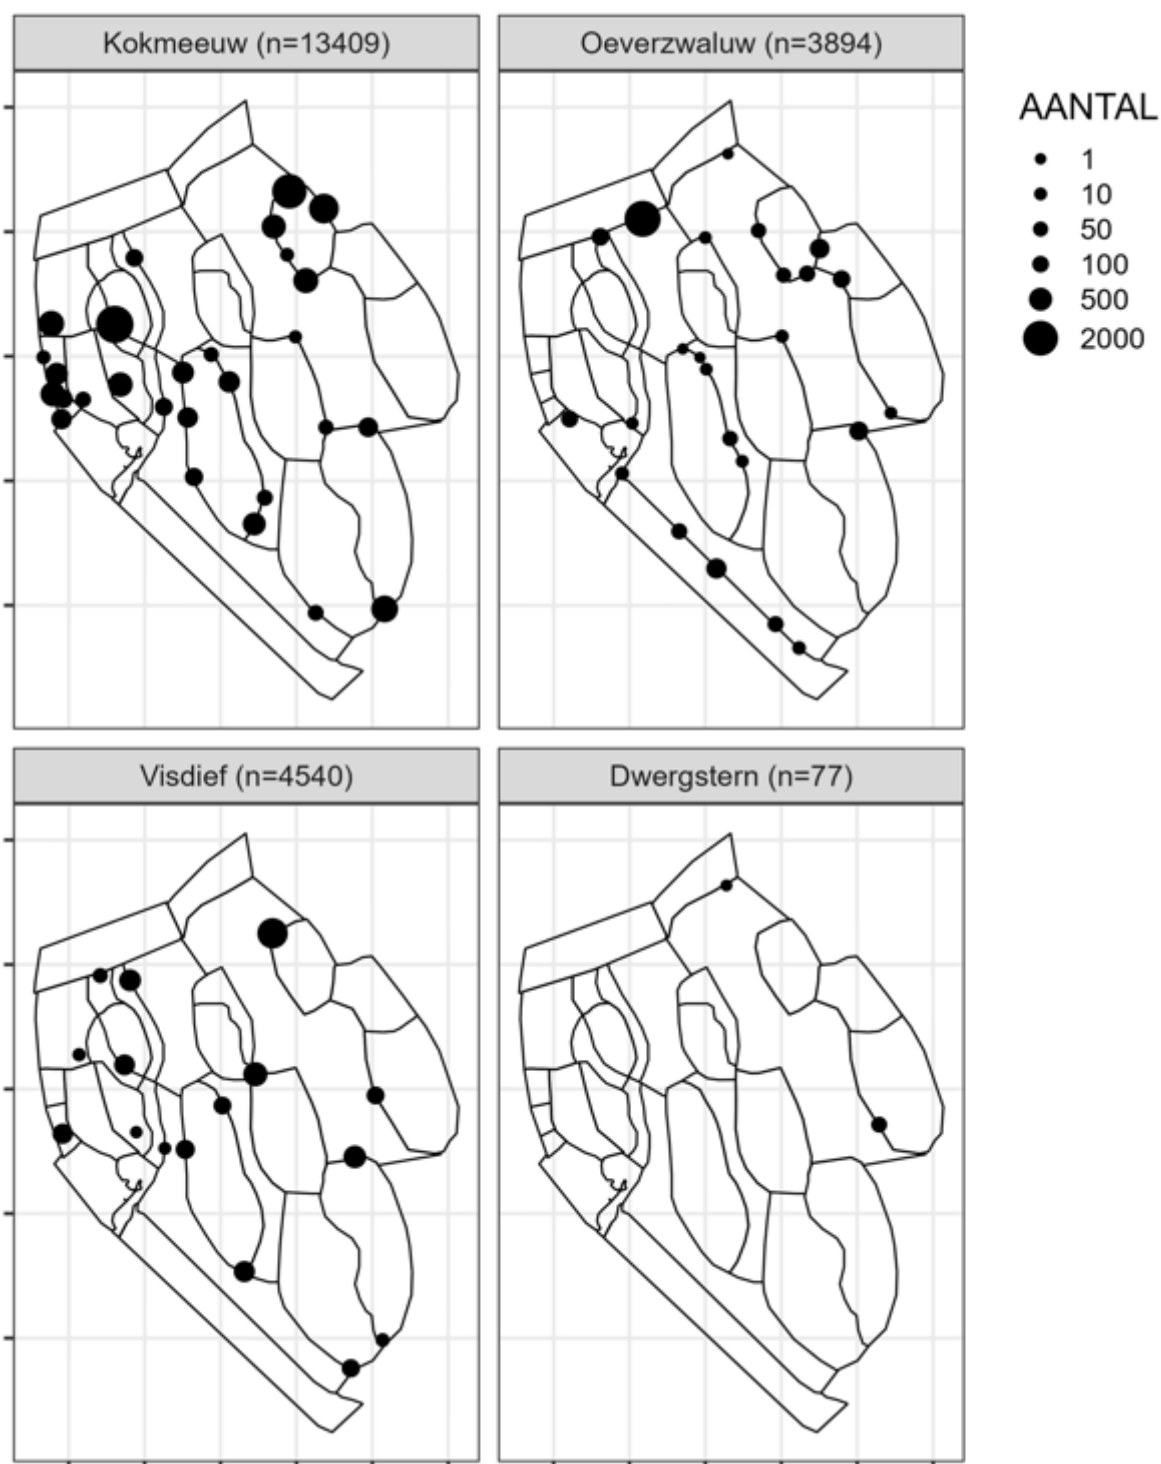 Kokmeeuw (n=13409)
Oeverzwaluw (n=3894)
AANTAL
1
10
50
100
500
2000
Visdief (n=4540)
Dwergstern (n=77)